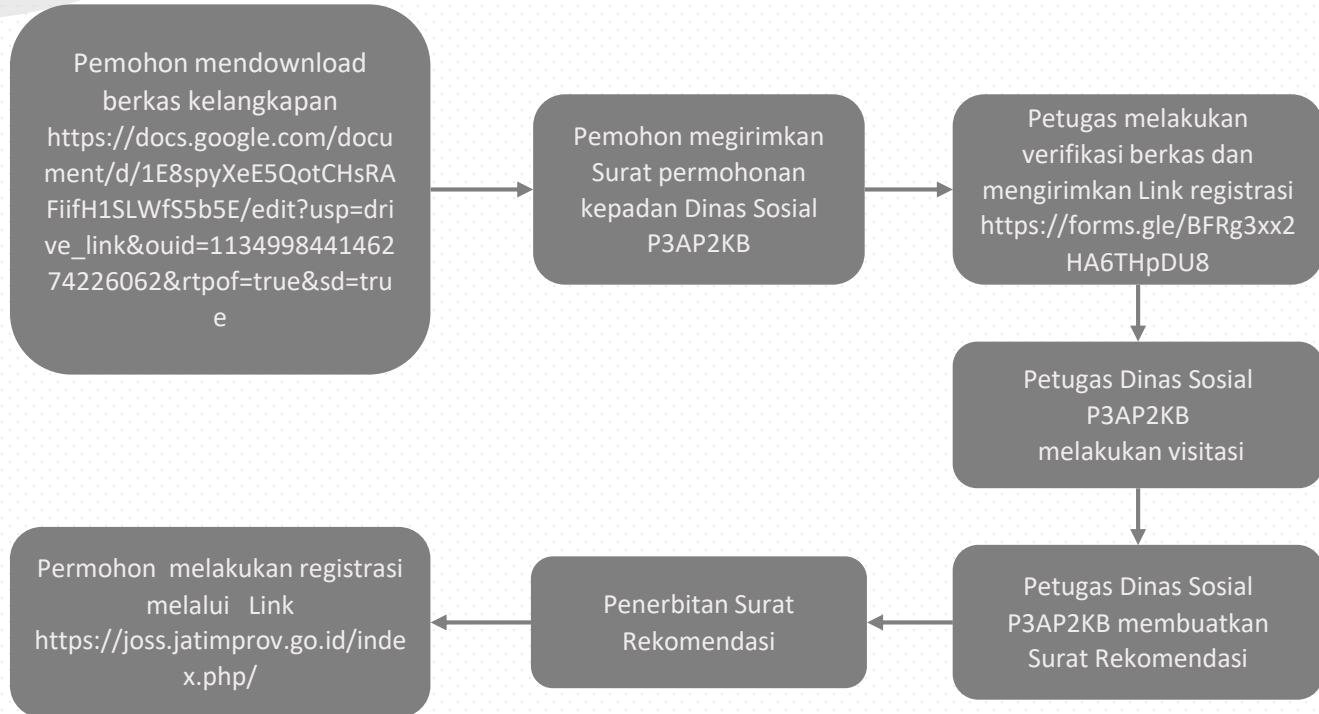 Pemohon mendownload
berkas kelangkapan
https://docs.google.com/docu
ment/d/1E8spyXeE5QotCHsRA
FiifH1SLWfS5b5E/edit?usp=dri
ve_link&ouid=1134998441462
74226062&rtpof=true&sd=tru
e
Pemohon megirimkan
Surat permohonan
kepadan Dinas Sosial
P3AP2KB
Petugas melakukan
verifikasi berkas dan
mengirimkan Link registrasi
https://forms.gle/BFRg3xx2
HA6THpDU8
Petugas Dinas Sosial
P3AP2KB
melakukan visitasi
Petugas Dinas Sosial
P3AP2KB membuatkan
Surat Rekomendasi
Penerbitan Surat
Rekomendasi
Permohon melakukan registrasi
melalui Link
https://joss.jatimprov.go.id/inde
x.php/